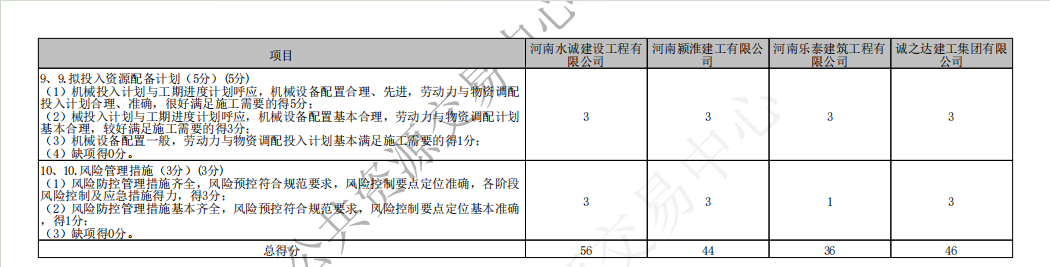 项目
河南水诚建设工程有限公司
河南颍淮建工有限公司
河南乐泰建筑工程有限公司
诚之达建工集团有限公司
9、9.拟投入资源配备计划（5分）(5分)
（1）机械投入计划与工期进度计划呼应，机械设备配置合理、先进，劳动力与物资调配
投入计划合理、准确，很好满足施工需要的得5分；
（2）械投入计划与工期进度计划呼应，机械设备配置基本合理，劳动力与物资调配计划
基本合理，较好满足施工需要的得3分；
（3）机械设备配置一般，劳动力与物资调配投入计划基本满足施工需要的得1分；
（4）缺项得0分。
3 3 3 3
10、10.风险管理措施（3分）(3分)
（1）风险防控管理措施齐全，风险预控符合规范要求，风险控制要点定位准确，各阶段
风险控制及应急措施得力，得3分；
（2）风险防控管理措施基本齐全，风险预控符合规范要求，风险控制要点定位基本准确
，得1分；
（3）缺项得0分。
3 3 1 3
总得分 56 44 36 46
公共资源交易中心
交易中心